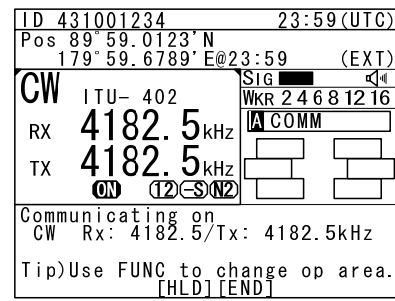 ID 431001234 23:59(UTC)
Pos 89°59.0123'N
179°59.6789'E@23:59 (EXT)
CW ITU- 402
SIG
WKR 2 4 6 8 12 16
RX 4182.5kHz
A COMM
TX 4182.5kHz
ON 12 -S N2
Communicating on
CW Rx: 4182.5/Tx: 4182.5kHz
Tip)Use FUNC to change op area.
[HLD][END]